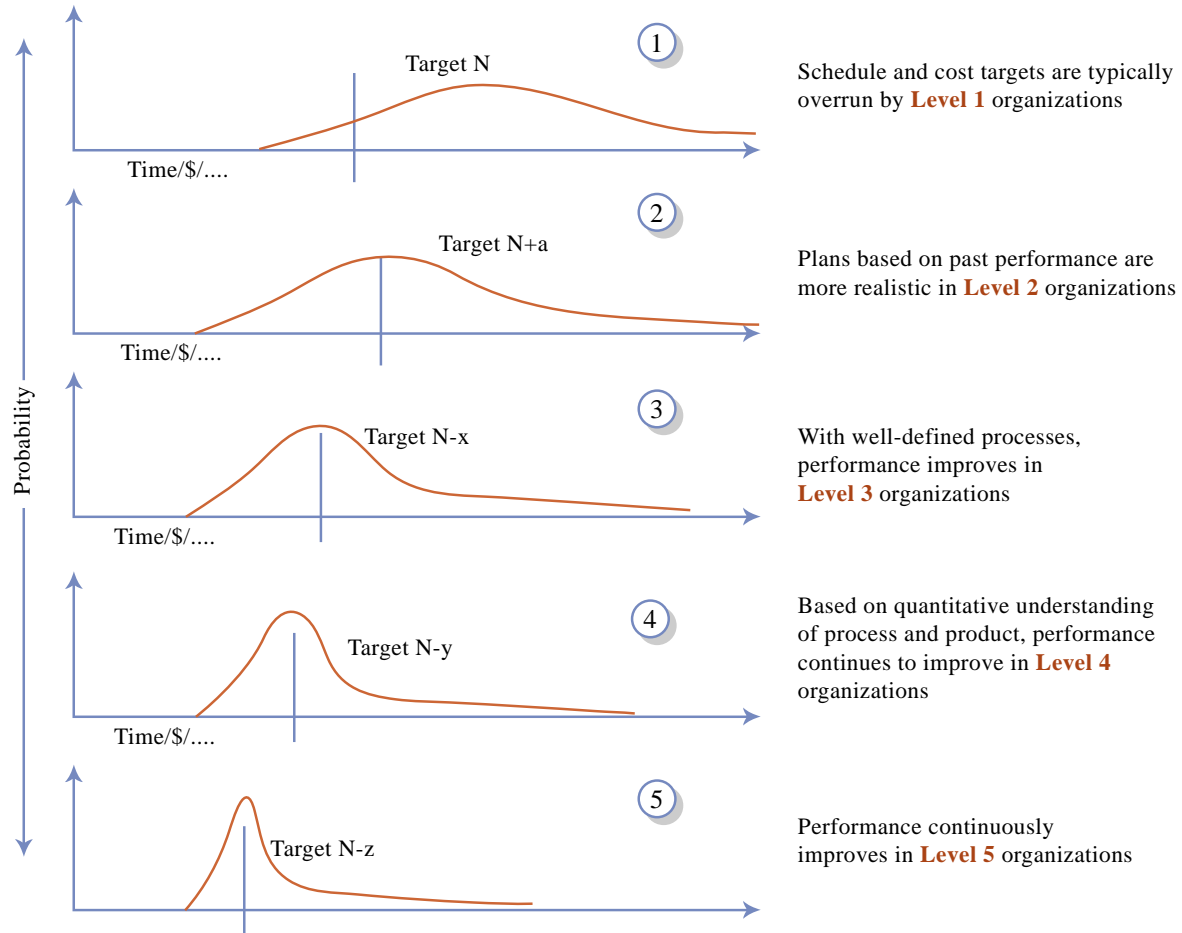 Probability
1
Target N
Schedule and cost targets are typically
overrun by Level 1 organizations
Time/$/....
2
Target N+a
Plans based on past performance are
more realistic in Level 2 organizations
Time/$/....
3
Target N-x
With well-defined processes,
performance improves in
Level 3 organizations
Time/$/....
4
Target N-y
Based on quantitative understanding
of process and product, performance
continues to improve in Level 4
organizations
Time/$/....
5
Target N-z
Performance continuously
improves in Level 5 organizations